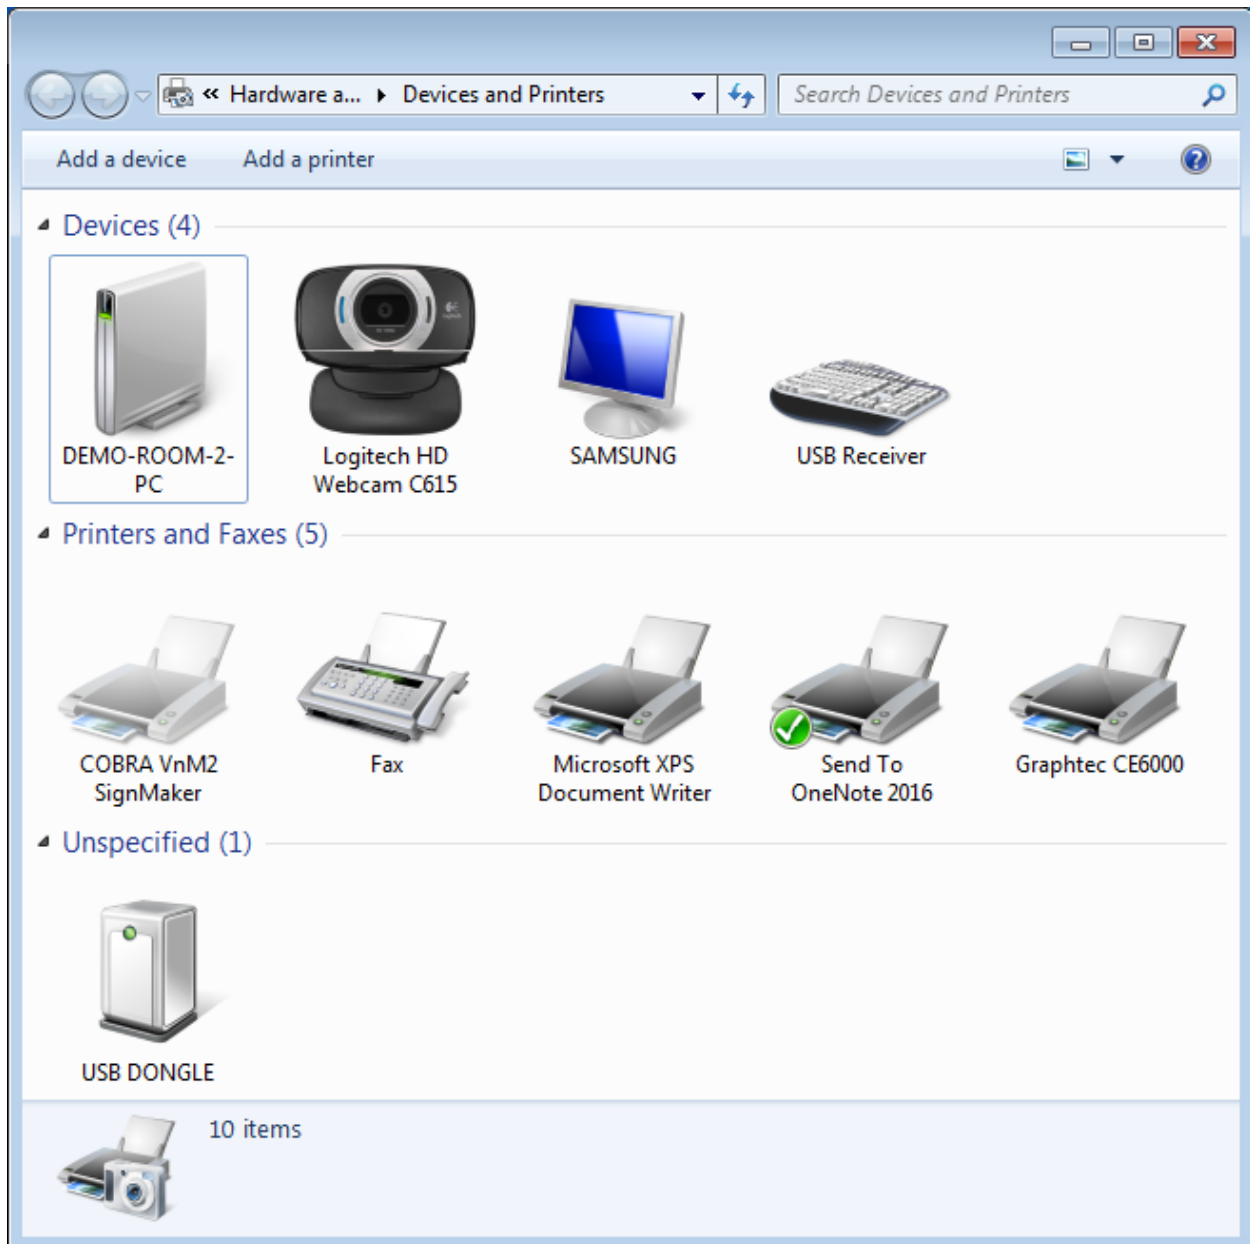 « Hardware a... ▸ Devices and Printers
Search Devices and Printers
Add a device Add a printer
Devices (4)
DEMO-ROOM-2-
PC
Logitech HD
Webcam C615
SAMSUNG
USB Receiver
Printers and Faxes (5)
COBRA VnM2
SignMaker
Fax
Microsoft XPS
Document Writer
Send To
OneNote 2016
Graphtec CE6000
Unspecified (1)
USB DONGLE
10 items